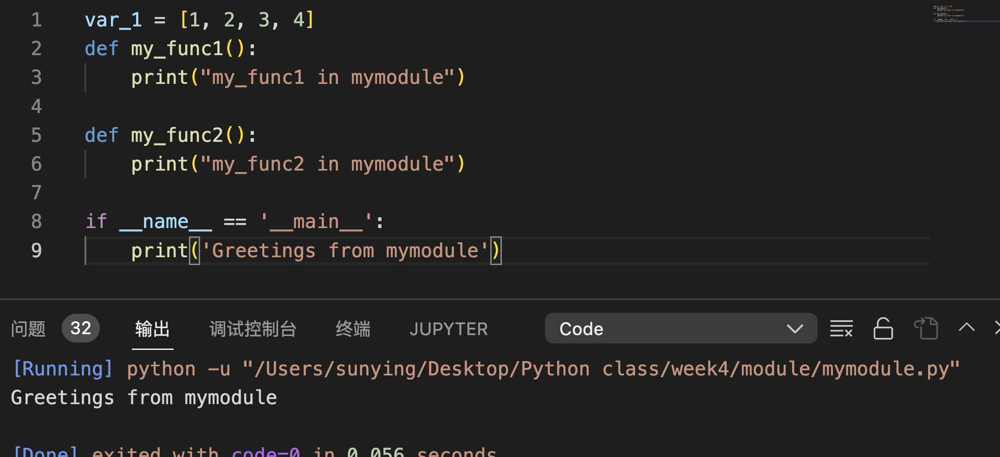 1 var_1 = [1, 2, 3, 4]
2 def my_func1():
3     print("my_func1 in mymodule")
4
5 def my_func2():
6     print("my_func2 in mymodule")
7
8 if __name__ == '__main__':
9     print('Greetings from mymodule')
问题 32 输出 调试控制台 终端 JUPYTER Code
[Running] python -u "/Users/sunying/Desktop/Python class/week4/module/mymodule.py"
Greetings from mymodule
[Done] exited with code=0 in 0.056 seconds